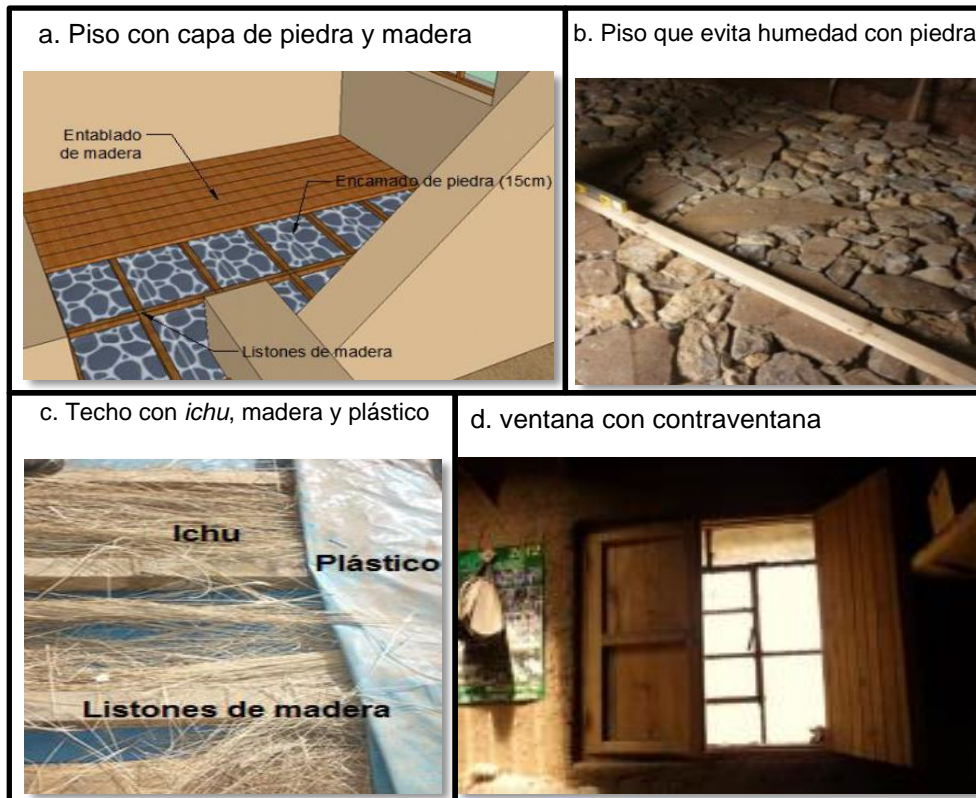 a. Piso con capa de piedra y madera
Entablado
de madera
Encamado de piedra (15cm)
Listones de madera
b. Piso que evita humedad con piedra
c. Techo con ichu, madera y plástico
Ichu
Plástico
Listones de madera
d. ventana con contraventana